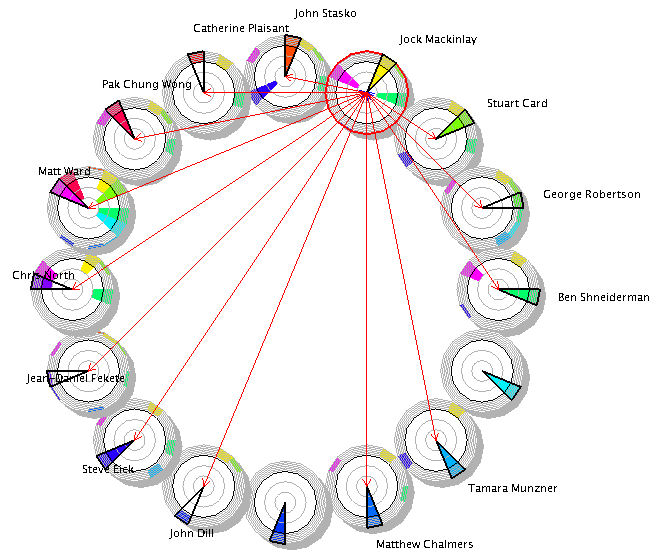 John Stasko
Catherine Plaisant
Jock Mackinlay
Pak Chung Wong
Stuart Card
Matt Ward
George Robertson
Chris North
Ben Shneiderman
Jean-Daniel Fekete
Steve Eick
Tamara Munzner
John Dill
Matthew Chalmers